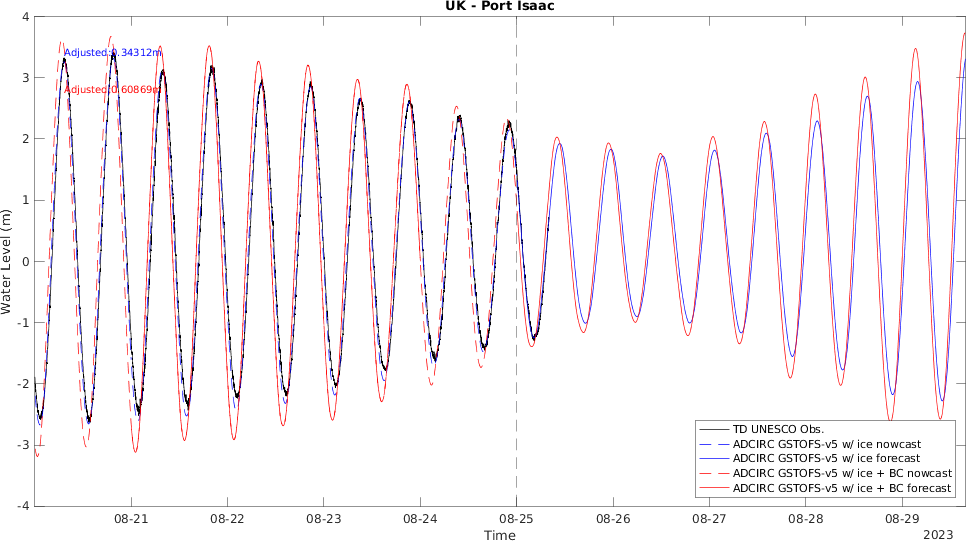 UK - Port Isaac
4
3
2
1
0
-1
-2
-3
-4
Water Level (m)
Adjusted:0.34312m
Adjusted:0.60869m
TD UNESCO Obs.
ADCIRC GSTOFS-v5 w/ ice nowcast
ADCIRC GSTOFS-v5 w/ ice forecast
ADCIRC GSTOFS-v5 w/ ice + BC nowcast
ADCIRC GSTOFS-v5 w/ ice + BC forecast
08-21 08-22 08-23 08-24 08-25 08-26 08-27 08-28 08-29
Time
2023